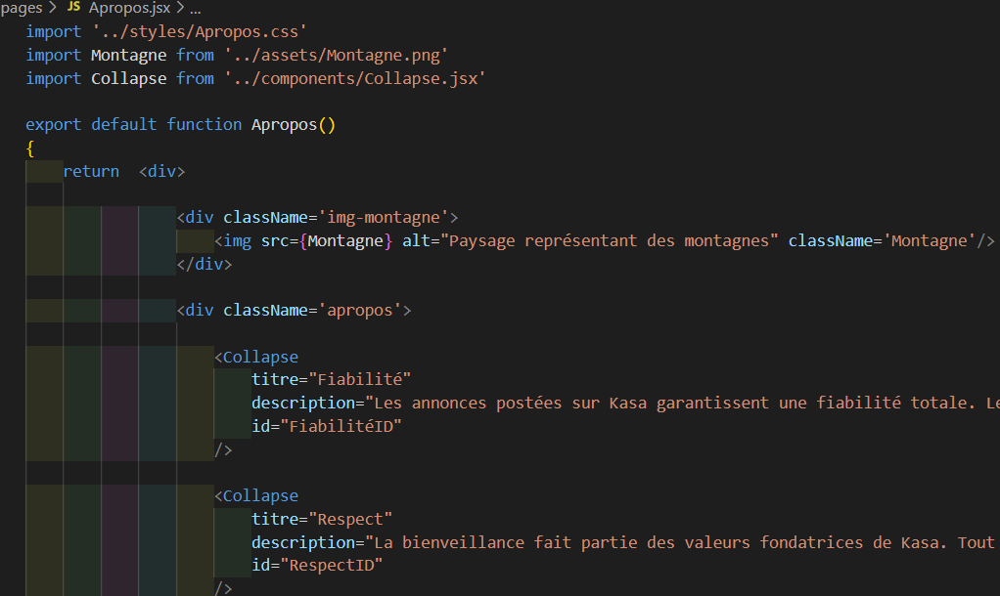 pages > JS Apropos.jsx > ...
import '../styles/Apropos.css'
import Montagne from '../assets/Montagne.png'
import Collapse from '../components/Collapse.jsx'
export default function Apropos()
{
return <div>
<div className='img-montagne'>
<img src={Montagne} alt="Paysage représentant des montagnes" className='Montagne'/>
</div>
<div className='apropos'>
<Collapse
titre="Fiabilité"
description="Les annonces postées sur Kasa garantissent une fiabilité totale. Le
id="FiabilitéID"
/>
<Collapse
titre="Respect"
description="La bienveillance fait partie des valeurs fondatrices de Kasa. Tout
id="RespectID"
/>